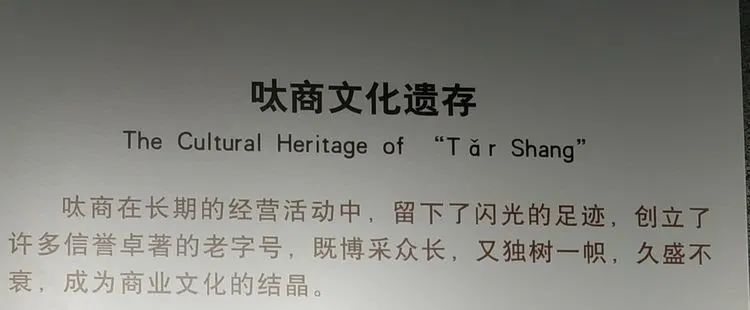 呔商文化遗存
The Cultural Heritage of “Tǎr Shang”
呔商在长期的经营活动中，留下了闪光的足迹，创立了
许多信誉卓著的老字号，既博采众长，又独树一帜，久盛不
衰，成为商业文化的结晶。